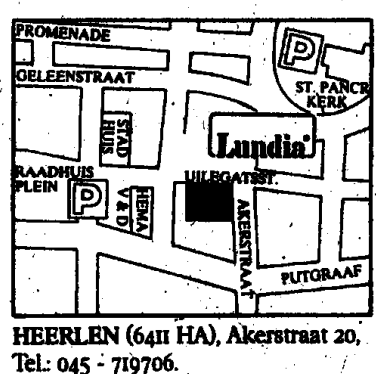 PROMENADE
P
GELEENSTRAAT
ST. PANCR
KERK
STAD
HUIS
Lundia
RAADHUIS
PLEIN
UILEGATSST.
P
V & D
HEMA
AKERSTRAAT
PUTGRAAF
HEERLEN (6411 HA), Akerstraat 20,
Tel.: 045 - 719706.